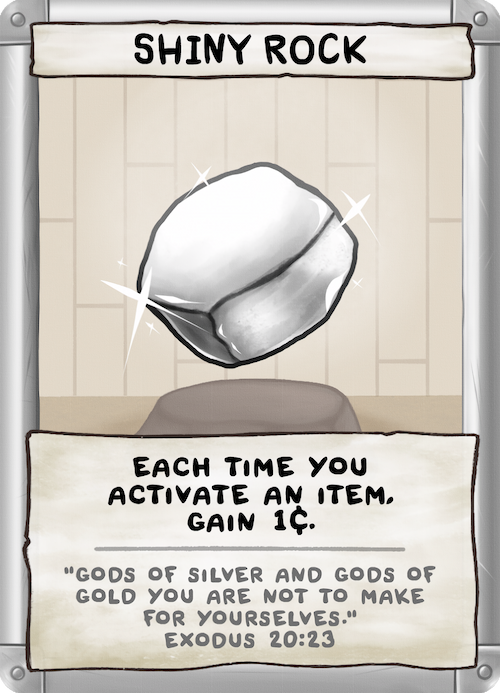 SHINY ROCK
EACH TIME YOU
ACTIVATE AN ITEM,
GAIN 1¢.
"GODS OF SILVER AND GODS OF
GOLD YOU ARE NOT TO MAKE
FOR YOURSELVES."
EXODUS 20:23